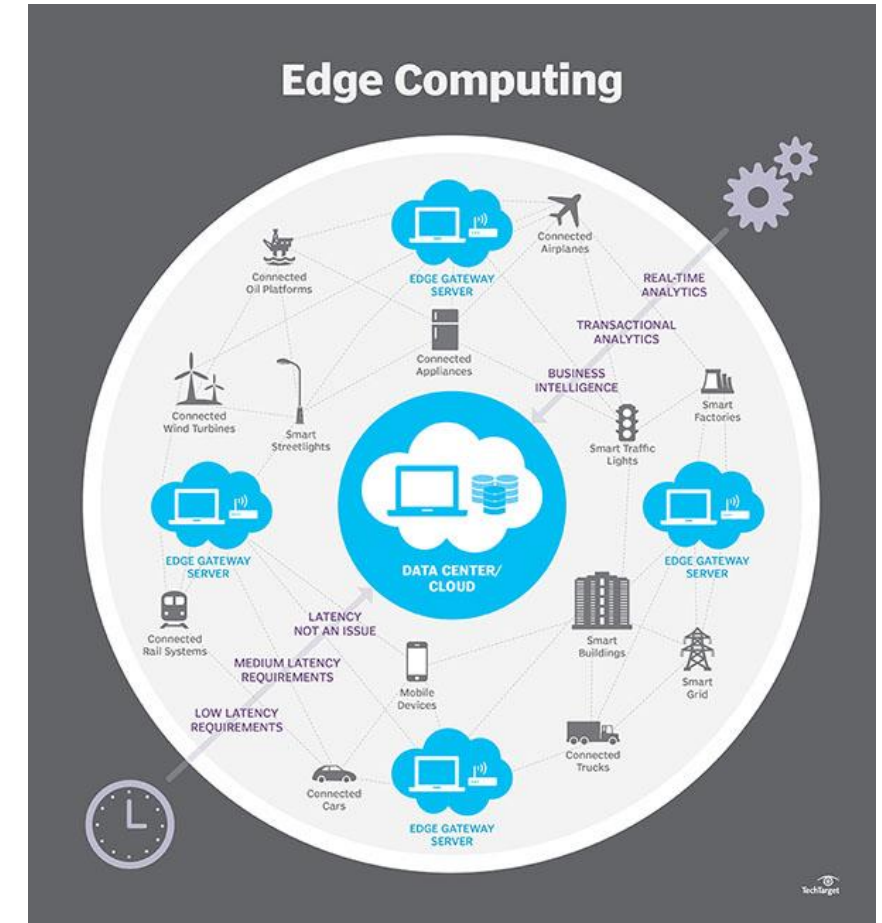 Edge Computing
Connected
Airplanes
Connected
Oil Platforms
EDGE GATEWAY
SERVER
REAL-TIME
ANALYTICS
TRANSACTIONAL
ANALYTICS
Connected
Appliances
BUSINESS
INTELLIGENCE
Connected
Wind Turbines
Smart
Streetlights
Smart
Factories
Smart Traffic
Lights
EDGE GATEWAY
SERVER
DATA CENTER/
CLOUD
EDGE GATEWAY
SERVER
LATENCY
NOT AN ISSUE
Connected
Rail Systems
Smart
Buildings
MEDIUM LATENCY
REQUIREMENTS
Mobile
Devices
Smart
Grid
LOW LATENCY
REQUIREMENTS
Connected
Trucks
Connected
Cars
EDGE GATEWAY
SERVER
TechTarget